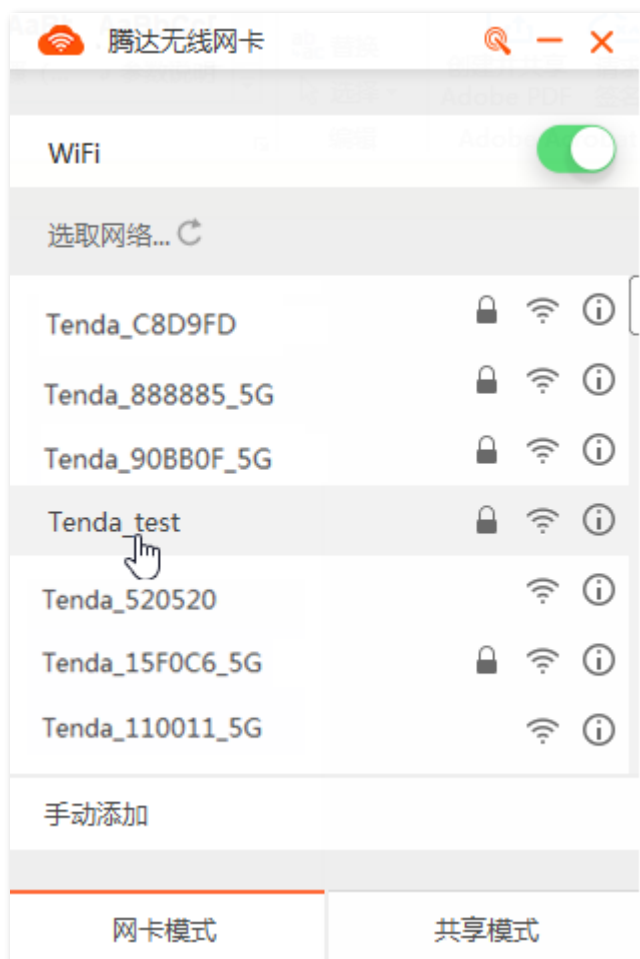 腾达无线网卡
WiFi
选取网络...
Tenda_C8D9FD
Tenda_888885_5G
Tenda_90BB0F_5G
Tenda_test
Tenda_520520
Tenda_15F0C6_5G
Tenda_110011_5G
手动添加
网卡模式
共享模式